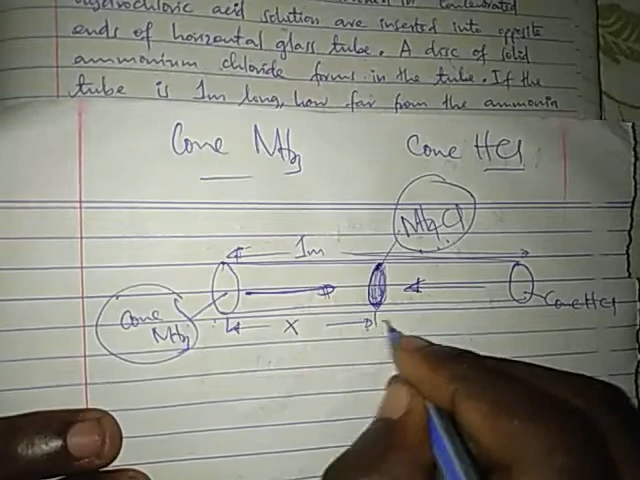 hydrochloric acid solution are inserted into opposite
ends of horizontal glass tube. A disc of solid
ammonium chloride forms in the tube. If the
tube is 1m long, how far from the ammonia
Conc NH3 Conc HCl
NH4Cl
1m
Conc HCl
Conc
NH3
X